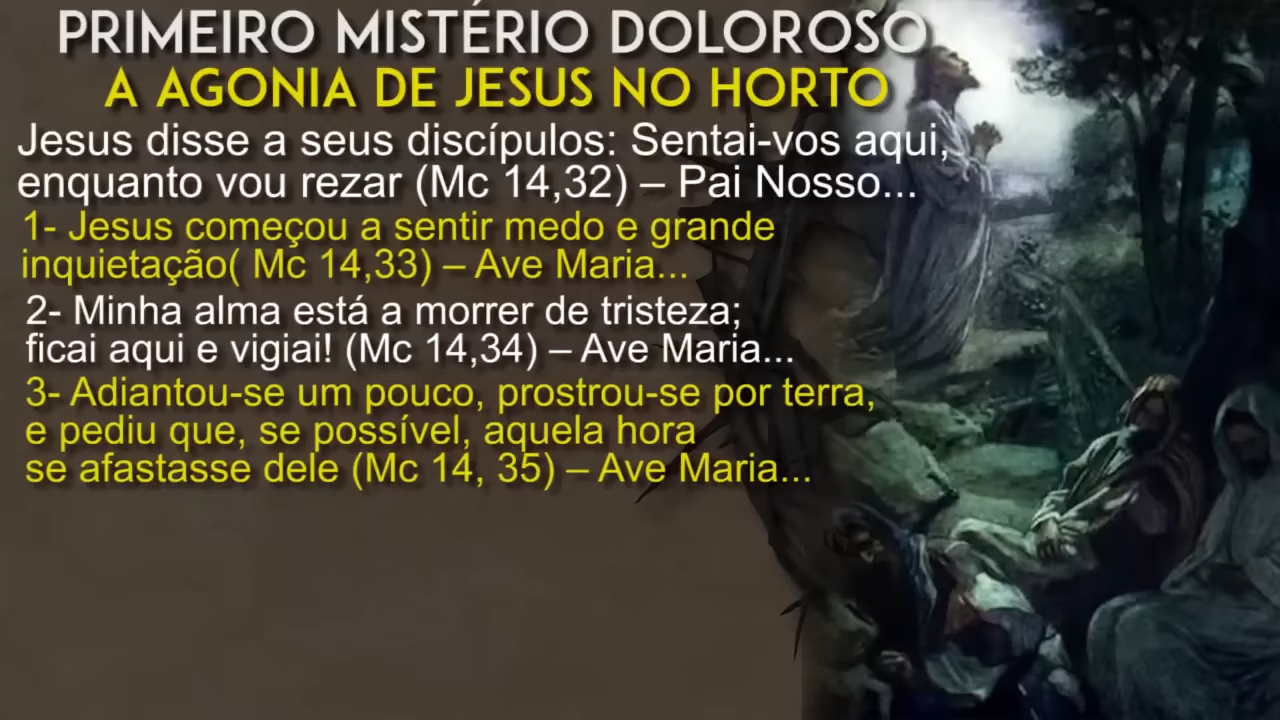 PRIMEIRO MISTÉRIO DOLOROSO
A AGONIA DE JESUS NO HORTO
Jesus disse a seus discípulos: Sentai-vos aqui,
enquanto vou rezar (Mc 14,32) – Pai Nosso...
1- Jesus começou a sentir medo e grande
inquietação( Mc 14,33) – Ave Maria...
2- Minha alma está a morrer de tristeza;
ficai aqui e vigiai! (Mc 14,34) – Ave Maria...
3- Adiantou-se um pouco, prostrou-se por terra,
e pediu que, se possível, aquela hora
se afastasse dele (Mc 14, 35) – Ave Maria...